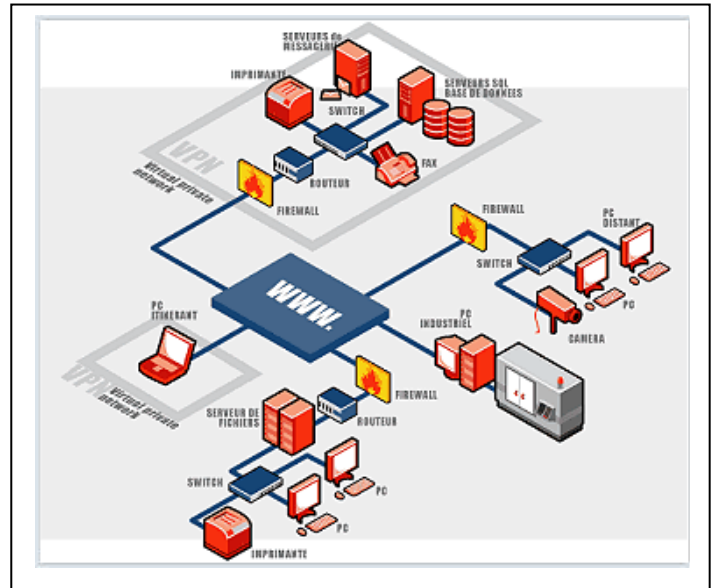 SERVEURS de
MESSAGERIE
IMPRIMANTE
SERVEURS SQL
BASE DE DONNEES
SWITCH
FAX
VPN
Virtual private
network
ROUTEUR
FIREWALL
FIREWALL
PC
DISTANT
SWITCH
PC
CAMERA
WWW.
PC
ITINERANT
PC
INDUSTRIEL
VPN
Virtual private
network
FIREWALL
SERVEUR DE
FICHIERS
ROUTEUR
SWITCH
PC
PC
IMPRIMANTE